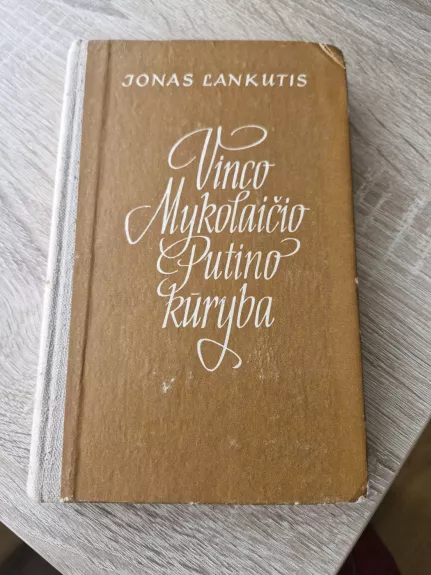 JONAS LANKUTIS
Vinco
Mykolaičio
Putino
kūryba